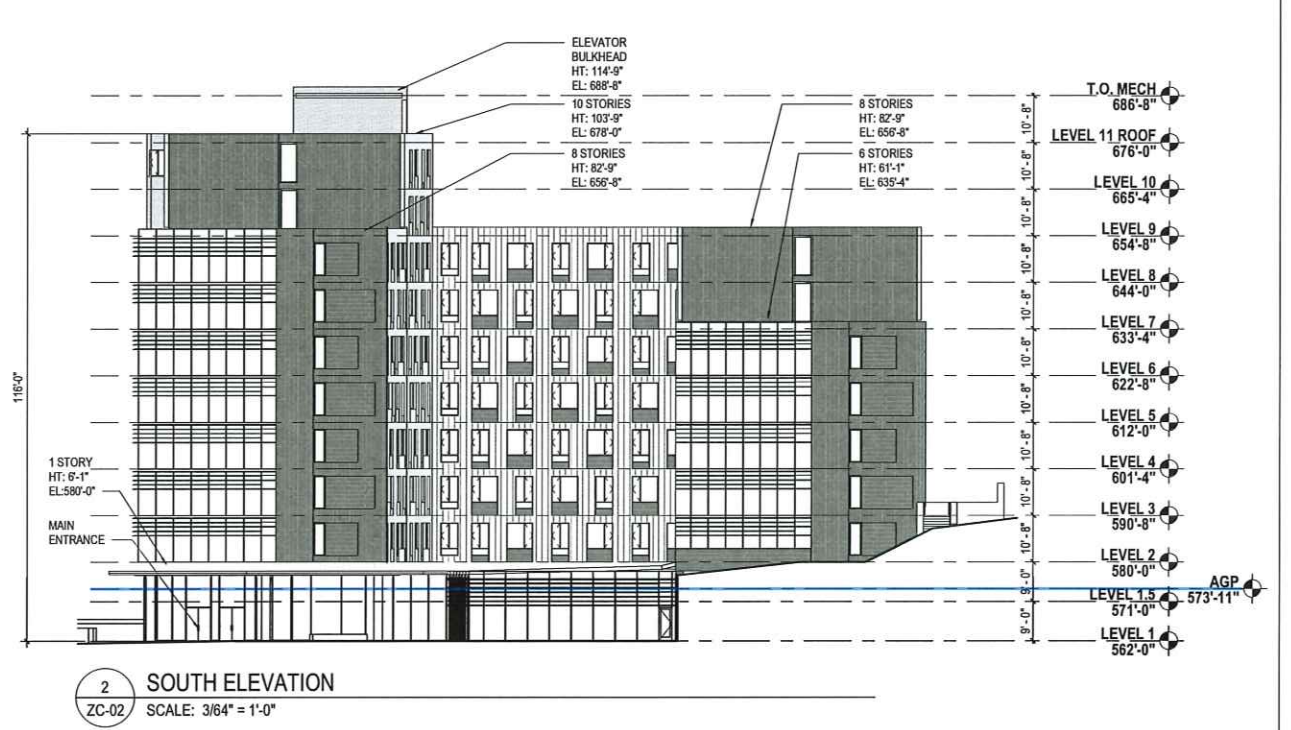 ELEVATOR
BULKHEAD
HT: 114'-9"
EL: 688'-8"
10 STORIES
HT: 103'-9"
EL: 678'-0"
8 STORIES
HT: 82'-9"
EL: 656'-8"
8 STORIES
HT: 82'-9"
EL: 656'-8"
6 STORIES
HT: 61'-1"
EL: 635'-4"
T.O. MECH
686'-8"
LEVEL 11 ROOF
676'-0"
LEVEL 10
665'-4"
LEVEL 9
654'-8"
LEVEL 8
644'-0"
LEVEL 7
633'-4"
LEVEL 6
622'-8"
LEVEL 5
612'-0"
LEVEL 4
601'-4"
LEVEL 3
590'-8"
LEVEL 2
580'-0"
AGP
573'-11"
LEVEL 1.5
571'-0"
LEVEL 1
562'-0"
10'-8"
10'-8"
10'-8"
10'-8"
10'-8"
10'-8"
10'-8"
10'-8"
10'-8"
10'-8"
9'-0"
9'-0"
116'-0"
1 STORY
HT: 6'-1"
EL:580'-0"
MAIN
ENTRANCE
2
ZC-02
SOUTH ELEVATION
SCALE: 3/64" = 1'-0"